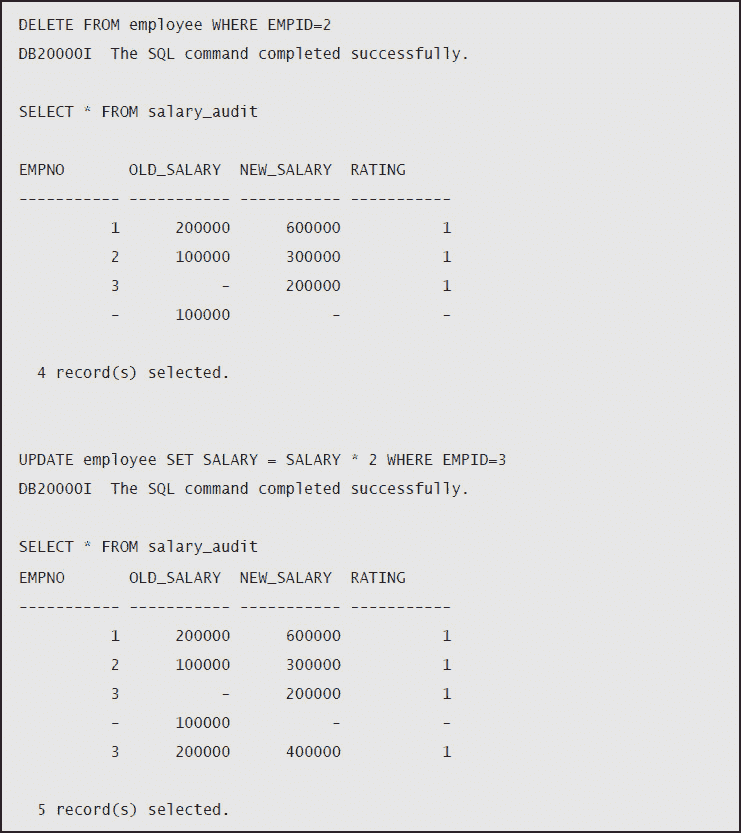 DELETE FROM employee WHERE EMPID=2
DB20000I  The SQL command completed successfully.
SELECT * FROM salary_audit
EMPNO       OLD_SALARY  NEW_SALARY  RATING
----------- ----------- ----------- -----------
          1      200000      600000           1
          2      100000      300000           1
          3           -      200000           1
          -      100000           -           -
  4 record(s) selected.
UPDATE employee SET SALARY = SALARY * 2 WHERE EMPID=3
DB20000I  The SQL command completed successfully.
SELECT * FROM salary_audit
EMPNO       OLD_SALARY  NEW_SALARY  RATING
----------- ----------- ----------- -----------
          1      200000      600000           1
          2      100000      300000           1
          3           -      200000           1
          -      100000           -           -
          3      200000      400000           1
  5 record(s) selected.